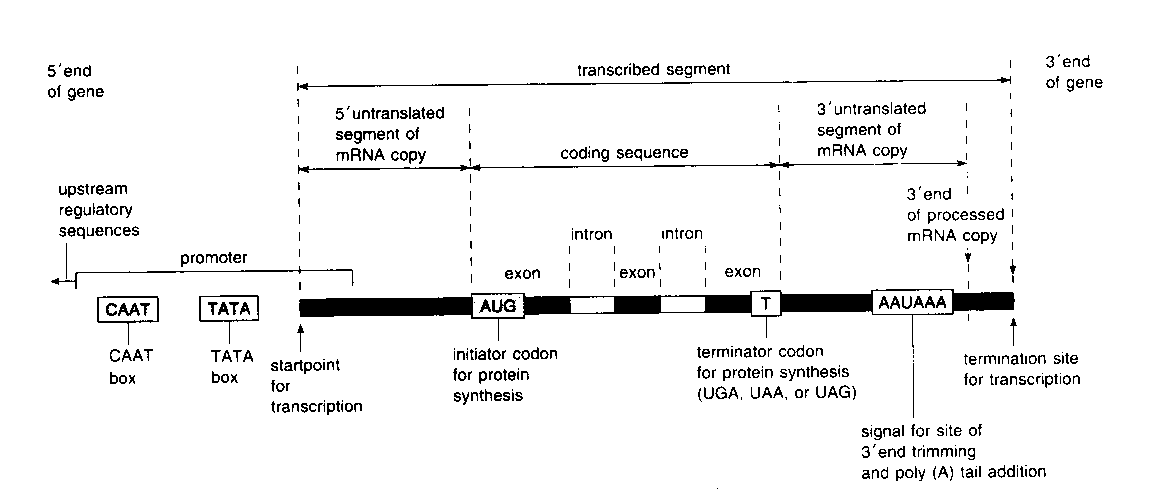 5´end
of gene
transcribed segment
3´end
of gene
5´untranslated
segment of
mRNA copy
coding sequence
3´untranslated
segment of
mRNA copy
upstream
regulatory
sequences
3´end
of processed
mRNA copy
promoter
intron
intron
exon
exon
exon
CAAT
TATA
AUG
T
AAUAAA
CAAT
box
TATA
box
startpoint
for
transcription
initiator codon
for protein
synthesis
terminator codon
for protein synthesis
(UGA, UAA, or UAG)
termination site
for transcription
signal for site of
3´end trimming
and poly (A) tail addition